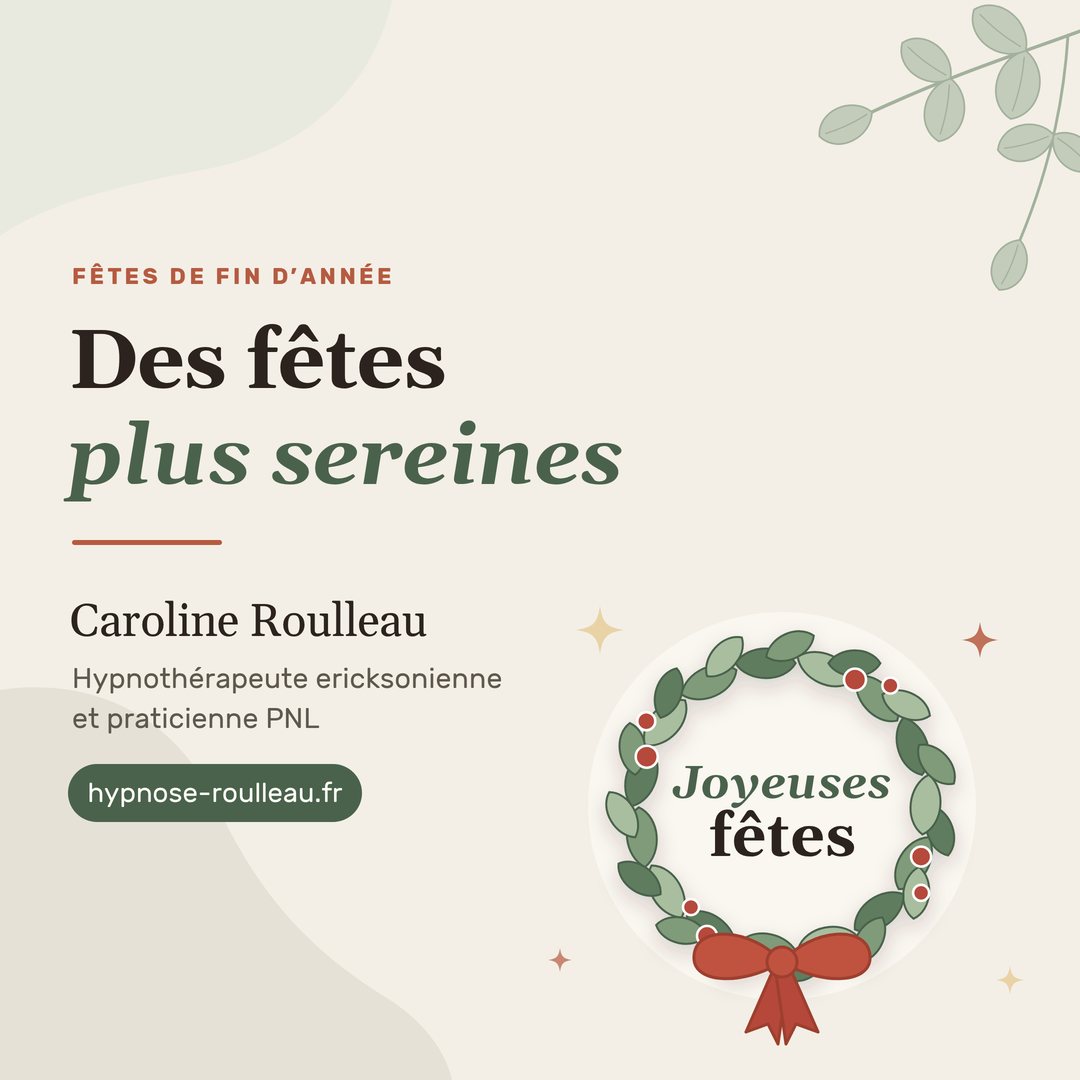 FÊTES DE FIN D’ANNÉE
Des fêtes
plus sereines
Caroline Roulleau
Hypnothérapeute ericksonienne
et praticienne PNL
hypnose-roulleau.fr
Joyeuses
fêtes